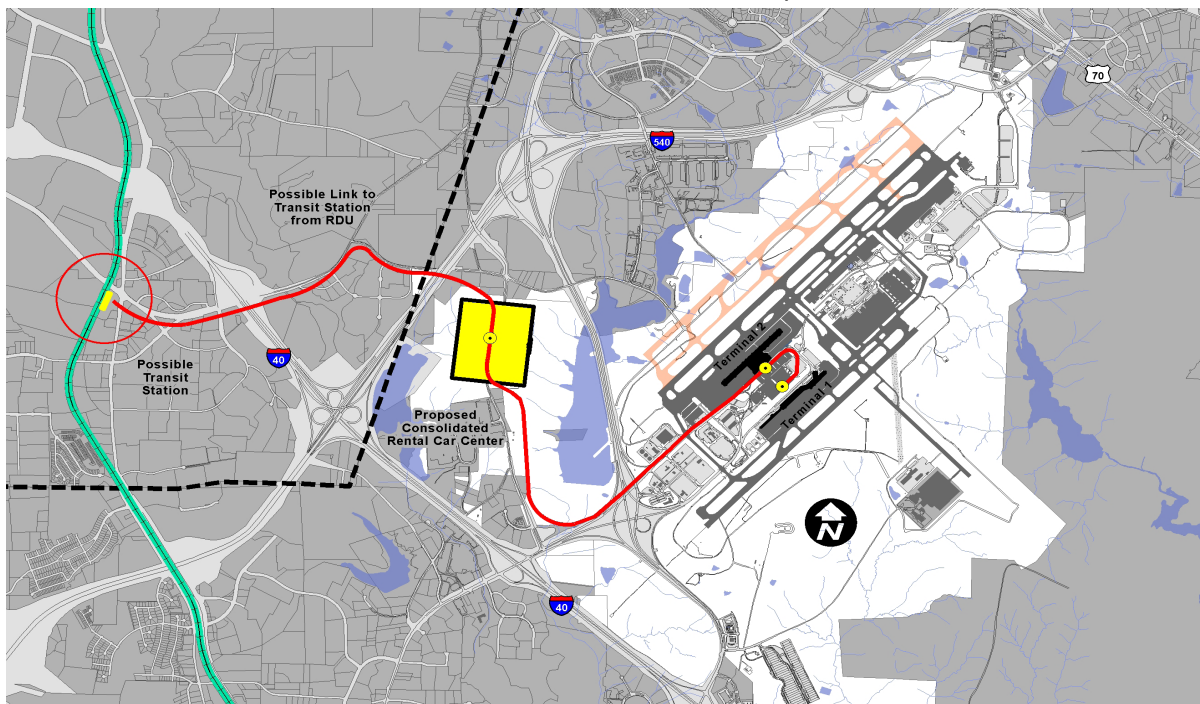 70
540
Possible Link to
Transit Station
from RDU
40
Possible
Transit
Station
Terminal 2
Terminal 1
Proposed
Consolidated
Rental Car Center
N
40